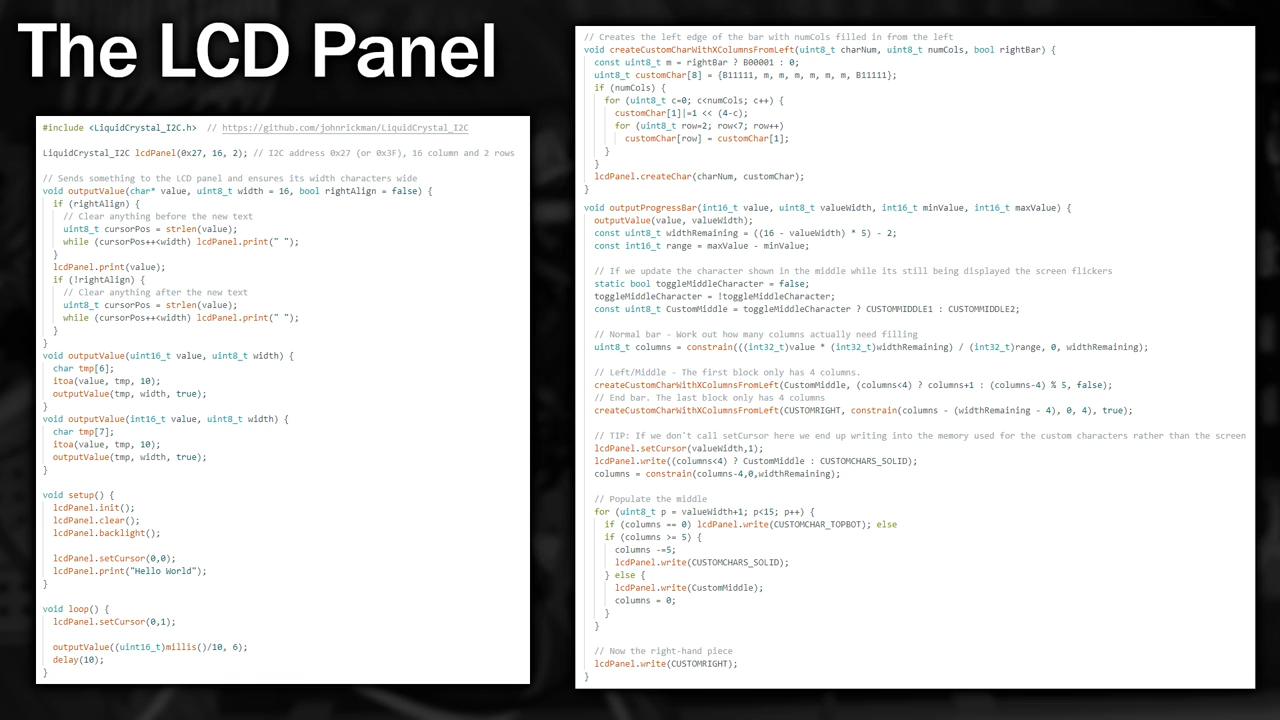 The LCD Panel
#include <LiquidCrystal_I2C.h>  // https://github.com/johnrickman/LiquidCrystal_I2C
LiquidCrystal_I2C lcdPanel(0x27, 16, 2); // I2C address 0x27 (or 0x3F), 16 column and 2 rows
// Sends something to the LCD panel and ensures its width characters wide
void outputValue(char* value, uint8_t width = 16, bool rightAlign = false) {
  if (rightAlign) {
    // Clear anything before the new text
    uint8_t cursorPos = strlen(value);
    while (cursorPos++<width) lcdPanel.print(" ");
  }
  lcdPanel.print(value);
  if (!rightAlign) {
    // Clear anything after the new text
    uint8_t cursorPos = strlen(value);
    while (cursorPos++<width) lcdPanel.print(" ");
  }
}
void outputValue(uint16_t value, uint8_t width) {
  char tmp[6];
  itoa(value, tmp, 10);
  outputValue(tmp, width, true);
}
void outputValue(int16_t value, uint8_t width) {
  char tmp[7];
  itoa(value, tmp, 10);
  outputValue(tmp, width, true);
}
void setup() {
  lcdPanel.init();
  lcdPanel.clear();
  lcdPanel.backlight();
  lcdPanel.setCursor(0,0);
  lcdPanel.print("Hello World");
}
void loop() {
  lcdPanel.setCursor(0,1);
  outputValue((uint16_t)millis()/10, 6);
  delay(10);
}
// Creates the left edge of the bar with numCols filled in from the left
void createCustomCharWithXColumnsFromLeft(uint8_t charNum, uint8_t numCols, bool rightBar) {
  const uint8_t m = rightBar ? B00001 : 0;
  uint8_t customChar[8] = {B11111, m, m, m, m, m, m, B11111};
  if (numCols) {
    for (uint8_t c=0; c<numCols; c++) {
      customChar[1]|=1 << (4-c);
      for (uint8_t row=2; row<7; row++)
        customChar[row] = customChar[1];
    }
  }
  lcdPanel.createChar(charNum, customChar);
}
void outputProgressBar(int16_t value, uint8_t valueWidth, int16_t minValue, int16_t maxValue) {
  outputValue(value, valueWidth);
  const uint8_t widthRemaining = ((16 - valueWidth) * 5) - 2;
  const int16_t range = maxValue - minValue;
  // If we update the character shown in the middle while its still being displayed the screen flickers
  static bool toggleMiddleCharacter = false;
  toggleMiddleCharacter = !toggleMiddleCharacter;
  const uint8_t CustomMiddle = toggleMiddleCharacter ? CUSTOMMIDDLE1 : CUSTOMMIDDLE2;
  // Normal bar - Work out how many columns actually need filling
  uint8_t columns = constrain(((int32_t)value * (int32_t)widthRemaining) / (int32_t)range, 0, widthRemaining);
  // Left/Middle - The first block only has 4 columns.
  createCustomCharWithXColumnsFromLeft(CustomMiddle, (columns<4) ? columns+1 : (columns-4) % 5, false);
  // End bar. The last block only has 4 columns
  createCustomCharWithXColumnsFromLeft(CUSTOMRIGHT, constrain(columns - (widthRemaining - 4), 0, 4), true);
  // TIP: If we don't call setCursor here we end up writing into the memory used for the custom characters rather than the screen
  lcdPanel.setCursor(valueWidth,1);
  lcdPanel.write((columns<4) ? CustomMiddle : CUSTOMCHARS_SOLID);
  columns = constrain(columns-4,0,widthRemaining);
  // Populate the middle
  for (uint8_t p = valueWidth+1; p<15; p++) {
    if (columns == 0) lcdPanel.write(CUSTOMCHAR_TOPBOT); else
    if (columns >= 5) {
      columns -=5;
      lcdPanel.write(CUSTOMCHARS_SOLID);
    } else {
      lcdPanel.write(CustomMiddle);
      columns = 0;
    }
  }
  // Now the right-hand piece
  lcdPanel.write(CUSTOMRIGHT);
}